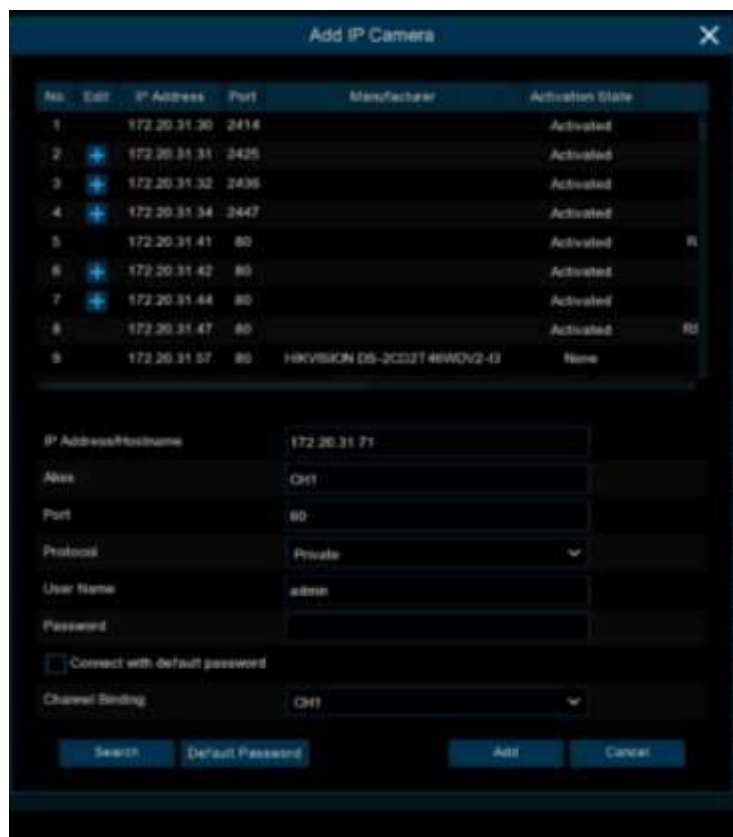 Add IP Camera
No. Edit IP Address Port Manufacturer Activation State
1 172.20.31.30 2414 Activated
2 172.20.31.31 2425 Activated
3 172.20.31.32 2436 Activated
4 172.20.31.34 2447 Activated
5 172.20.31.41 80 Activated
6 172.20.31.42 80 Activated
7 172.20.31.44 80 Activated
8 172.20.31.47 80 Activated
9 172.20.31.57 80 HIKVISION DS-2CD2T46WDV2-I3 None
IP Address/Hostname 172.20.31.71
Alias CH1
Port 80
Protocol Private
User Name admin
Password
Connect with default password
Channel Binding CH1
Search Default Password Add Cancel